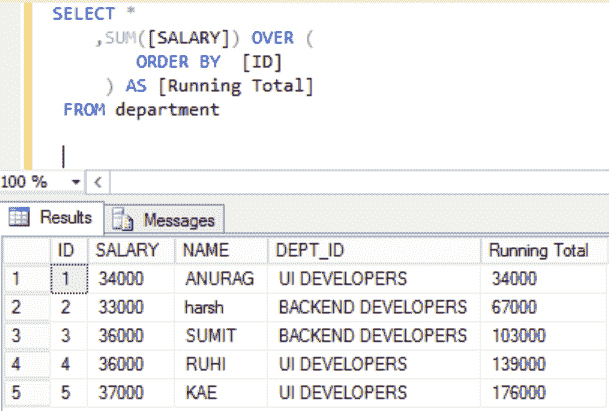 SELECT *
,SUM([SALARY]) OVER (
ORDER BY [ID]
) AS [Running Total]
FROM department
100 %
Results Messages
ID SALARY NAME DEPT_ID Running Total
1 1 34000 ANURAG UI DEVELOPERS 34000
2 2 33000 harsh BACKEND DEVELOPERS 67000
3 3 36000 SUMIT BACKEND DEVELOPERS 103000
4 4 36000 RUHI UI DEVELOPERS 139000
5 5 37000 KAE UI DEVELOPERS 176000